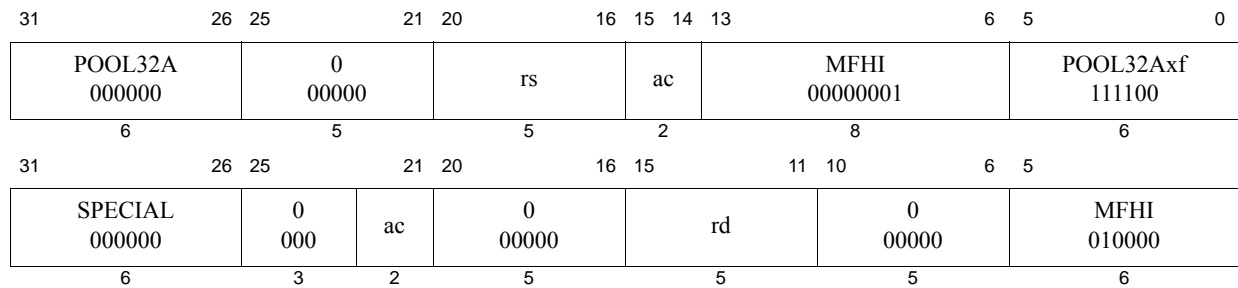 31 26 25 21 20 16 15 14 13 6 5 0
POOL32A 0 rs ac MFHI POOL32Axf
000000 00000 00000001 111100
6 5 5 2 8 6
31 26 25 21 20 16 15 11 10 6 5
SPECIAL 0 ac 0 rd 0 MFHI
000000 000 00000 00000 010000
6 3 2 5 5 5 6